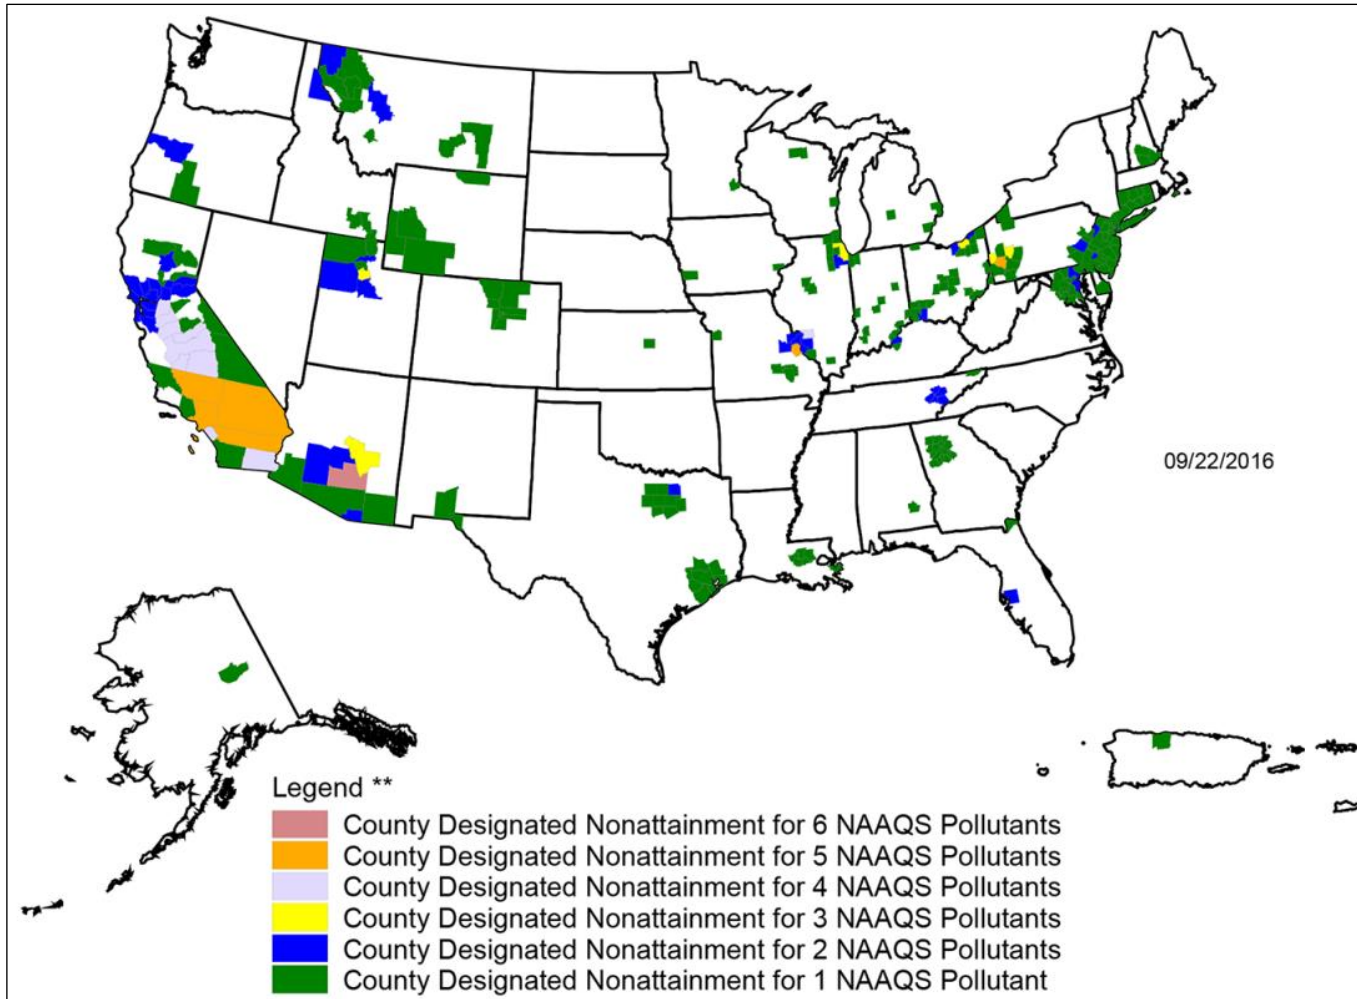 09/22/2016
Legend **
County Designated Nonattainment for 6 NAAQS Pollutants
County Designated Nonattainment for 5 NAAQS Pollutants
County Designated Nonattainment for 4 NAAQS Pollutants
County Designated Nonattainment for 3 NAAQS Pollutants
County Designated Nonattainment for 2 NAAQS Pollutants
County Designated Nonattainment for 1 NAAQS Pollutant